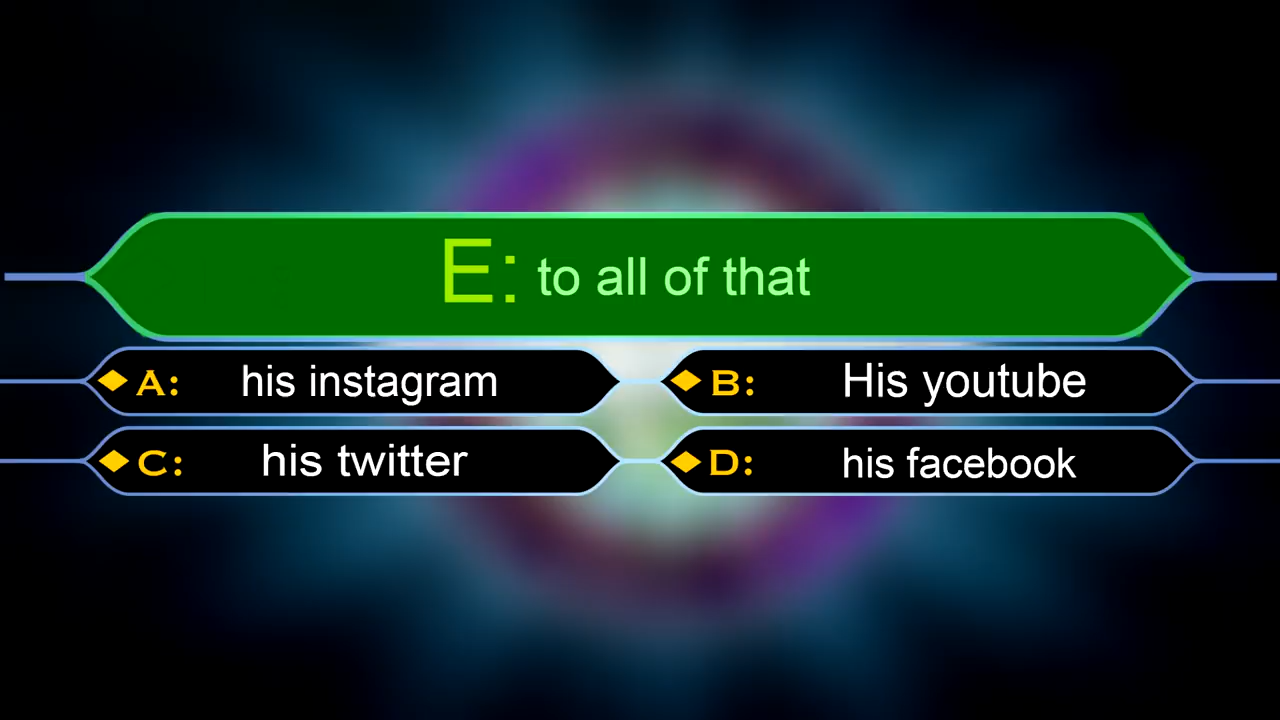 E: to all of that
A: his instagram
B: His youtube
C: his twitter
D: his facebook